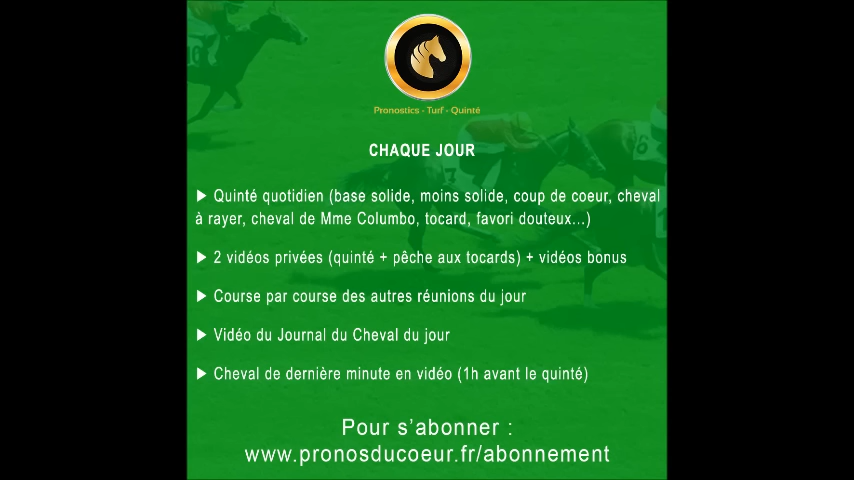 Pronostics - Turf - Quinté
CHAQUE JOUR
▶ Quinté quotidien (base solide, moins solide, coup de coeur, cheval
à rayer, cheval de Mme Columbo, tocard, favori douteux...)
▶ 2 vidéos privées (quinté + pêche aux tocards) + vidéos bonus
▶ Course par course des autres réunions du jour
▶ Vidéo du Journal du Cheval du jour
▶ Cheval de dernière minute en vidéo (1h avant le quinté)
Pour s'abonner :
www.pronosducoeur.fr/abonnement